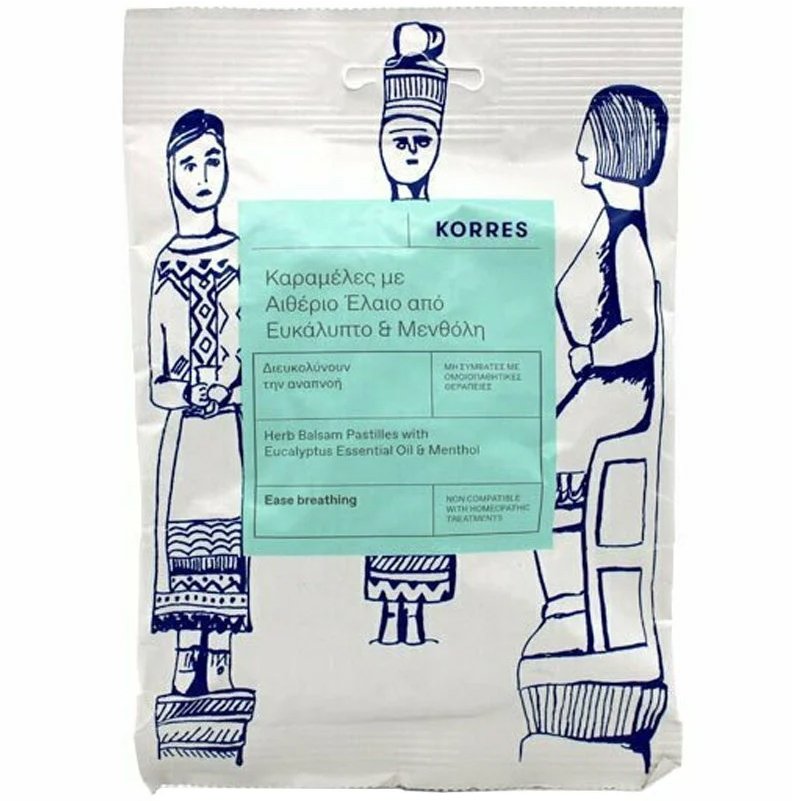 KORRES
Καραμέλες με
Αιθέριο Έλαιο από
Ευκάλυπτο & Μενθόλη
Διευκολύνουν
την αναπνοή
ΜΗ ΣΥΜΒΑΤΕΣ ΜΕ
ΟΜΟΙΟΠΑΘΗΤΙΚΕΣ
ΘΕΡΑΠΕΙΕΣ
Herb Balsam Pastilles with
Eucalyptus Essential Oil & Menthol
Ease breathing
NON COMPATIBLE
WITH HOMEOPATHIC
TREATMENTS